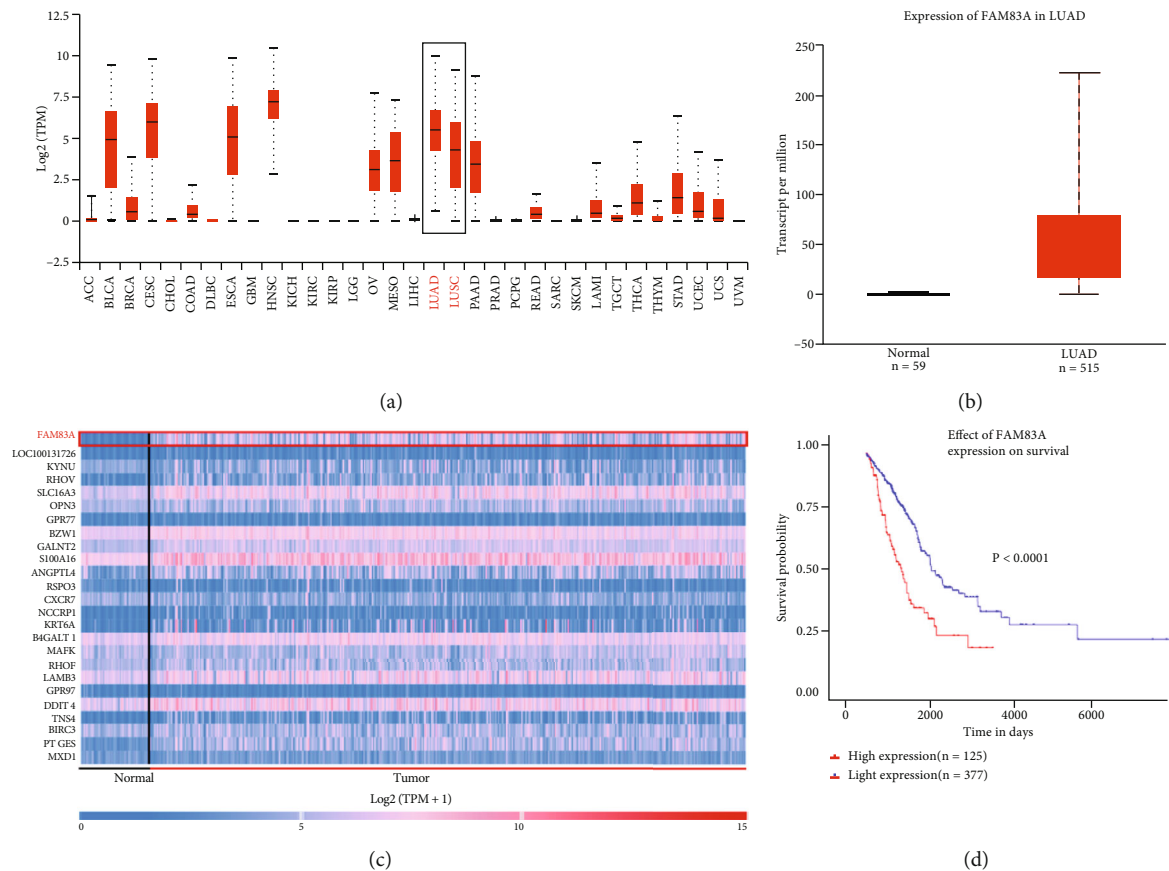 12.5
10
7.5
5
2.5
0
−2.5
Log2 (TPM)
ACC
BLCA
BRCA
CESC
CHOL
COAD
DLBC
ESCA
GBM
HNSC
KICH
KIRC
KIRP
LGG
OV
MESO
LIHC
LUAD
LUSC
PAAD
PRAD
PCPG
READ
SARC
SKCM
LAMI
TGCT
THCA
THYM
STAD
UCEC
UCS
UVM
(a)
Expression of FAM83A in LUAD
250
200
150
100
50
0
−50
Transcript per million
Normal
n = 59
LUAD
n = 515
(b)
FAM83A
LOC100131726
KYNU
RHOV
SLC16A3
OPN3
GPR77
BZW1
GALNT2
S100A16
ANGPTL4
RSPO3
CXCR7
NCCRP1
KRT6A
B4GALT 1
MAFK
RHOF
LAMB3
GPR97
DDIT 4
TNS4
BIRC3
PT GES
MXD1
Normal
Tumor
Log2 (TPM + 1)
0
5
10
15
(c)
Effect of FAM83A
expression on survival
1.00
0.75
0.50
0.25
0.00
Survival probobility
P < 0.0001
0
2000
4000
6000
Time in days
High expression(n = 125)
Light expression(n = 377)
(d)